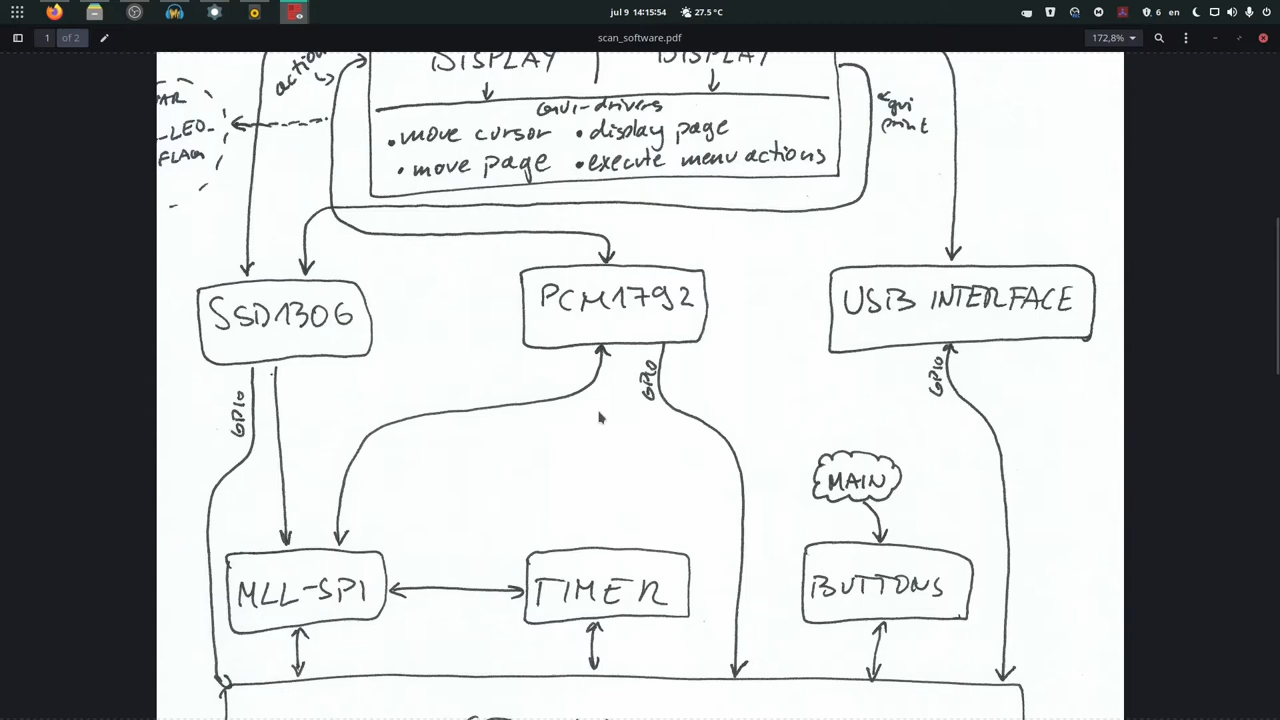 jul 9 14:15:54
27.5 °C
6
en
1 of 2
scan_software.pdf
172,8%
DISPLAY DISPLAY
action
LED
FLAG
gui-drivers
• move cursor • display page
• move page • execute menu actions
gui
print
SSD1306
PCM1792
USB INTERFACE
GPIO
GPIO
GPIO
MAIN
MLL-SPI
TIMER
BUTTONS